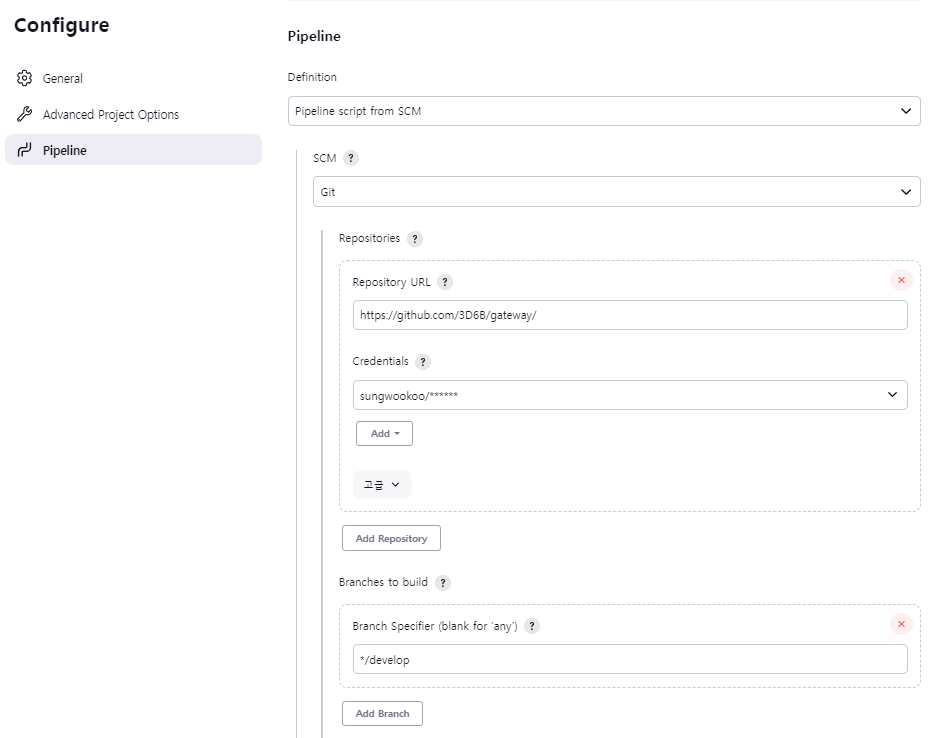 Configure
General
Advanced Project Options
Pipeline
Pipeline
Definition
Pipeline script from SCM
SCM ?
Git
Repositories ?
Repository URL ?
https://github.com/3D6B/gateway/
Credentials ?
sungwookoo/******
Add
고급
Add Repository
Branches to build ?
Branch Specifier (blank for 'any') ?
*/develop
Add Branch